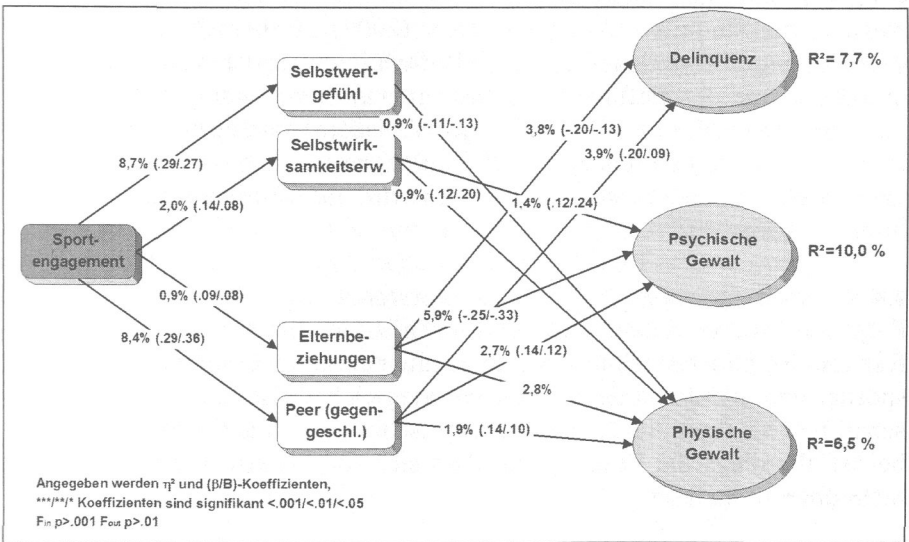 Selbstwert-
gefühl
Delinquenz
R²= 7,7 %
0,9% (-.11/-.13)
3,8% (-.20/-.13)
Selbstwirk-
samkeitserw.
3,9% (.20/.09)
8,7% (.29/.27)
0,9% (.12/.20)
1.4% (.12/.24)
2,0% (.14/.08)
Sport-
engagement
Psychische
Gewalt
R²=10,0 %
0,9% (.09/.08)
5,9% (-.25/-.33)
8,4% (.29/.36)
Elternbe-
ziehungen
2,7% (.14/.12)
2,8%
Peer (gegen-
geschl.)
1,9% (.14/.10)
Physische
Gewalt
R²=6,5 %
Angegeben werden η² und (β/B)-Koeffizienten,
***/**/* Koeffizienten sind signifikant <.001/<.01/<.05
Fin p>.001 Fout p>.01